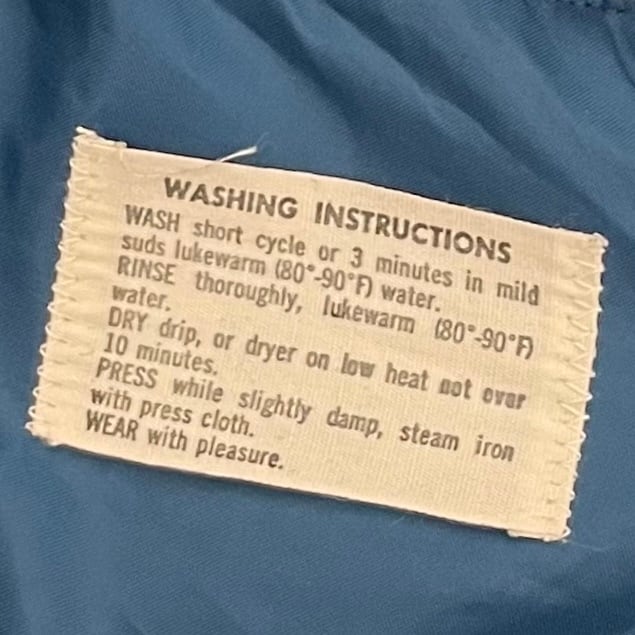 WASHING INSTRUCTIONS
WASH short cycle or 3 minutes in mild
suds lukewarm (80°-90°F) water.
RINSE thoroughly, lukewarm (80°-90°F)
water.
DRY drip, or dryer on low heat not over
10 minutes.
PRESS while slightly damp, steam iron
with press cloth.
WEAR with pleasure.